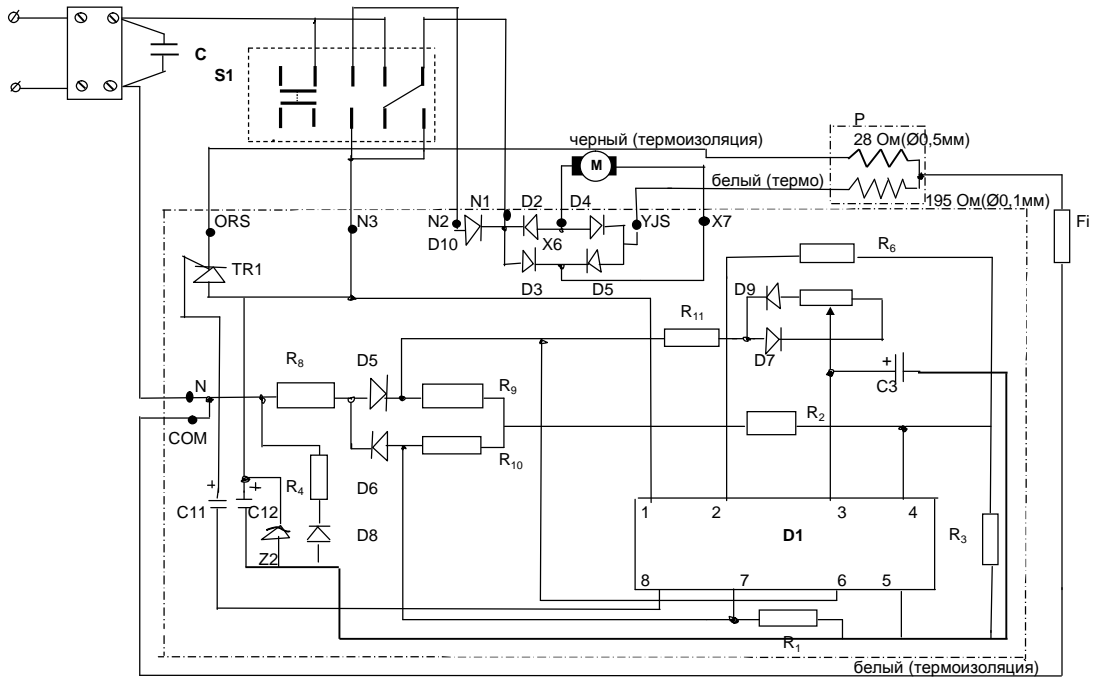 C
S1
P
черный (термоизоляция)
28 Ом(Ø0,5мм)
M
белый (термо)
195 Ом(Ø0,1мм)
ORS
N3
N2
N1
D2
D4
YJS
X7
Fi
D10
X6
TR1
R6
D3
D5
D9
R11
D7
R8
D5
R9
C3
+
N
R2
COM
R10
+
+
R4
D6
C11
C12
D8
Z2
1
2
3
4
D1
R3
8
7
6
5
R1
белый (термоизоляция)